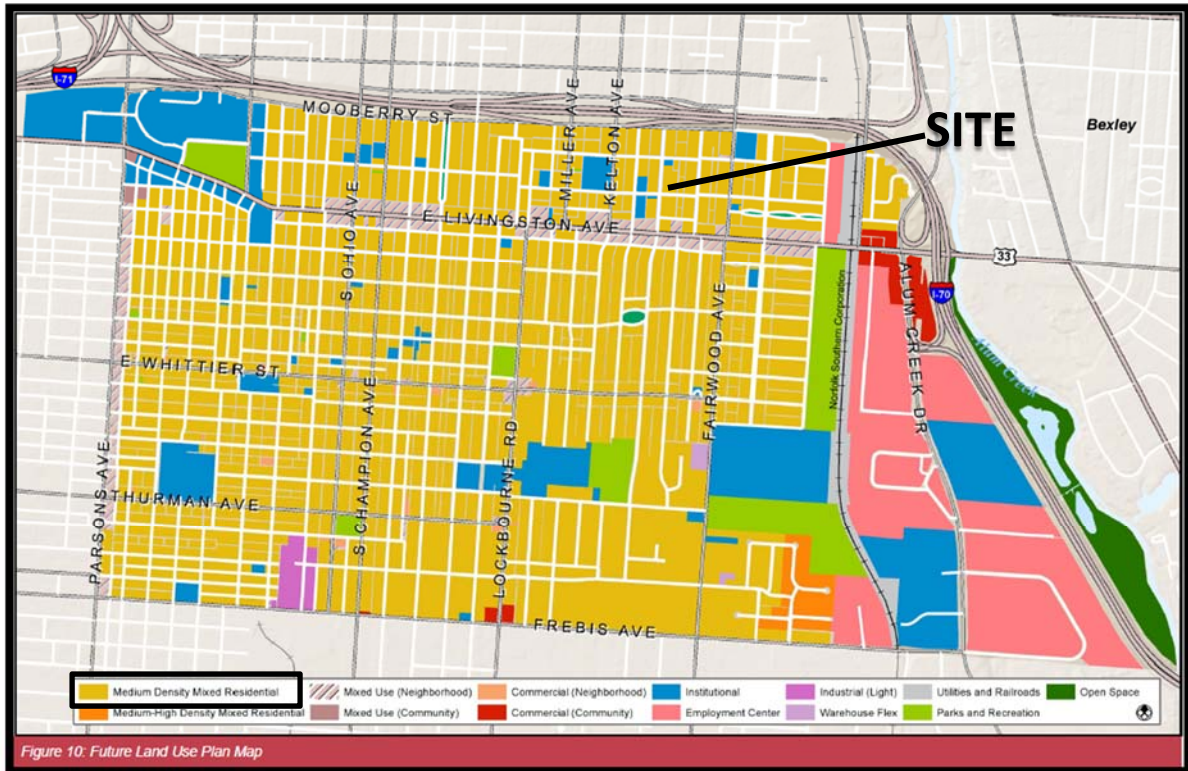 I-71
MOOBERRY ST
MILLER AVE
KELTON AVE
SITE
Bexley
S OHIO AVE
E LIVINGSTON AVE
33
I-70
ALUM CREEK DR
Norfolk Southern Corporation
Alum Creek
FAIRWOOD AVE
E WHITTIER ST
S CHAMPION AVE
LOCKBOURNE RD
PARSONS AVE
THURMAN AVE
FREBIS AVE
Medium Density Mixed Residential Mixed Use (Neighborhood) Commercial (Neighborhood) Institutional Industrial (Light) Utilities and Railroads Open Space
Medium-High Density Mixed Residential Mixed Use (Community) Commercial (Community) Employment Center Warehouse Flex Parks and Recreation
Figure 10: Future Land Use Plan Map